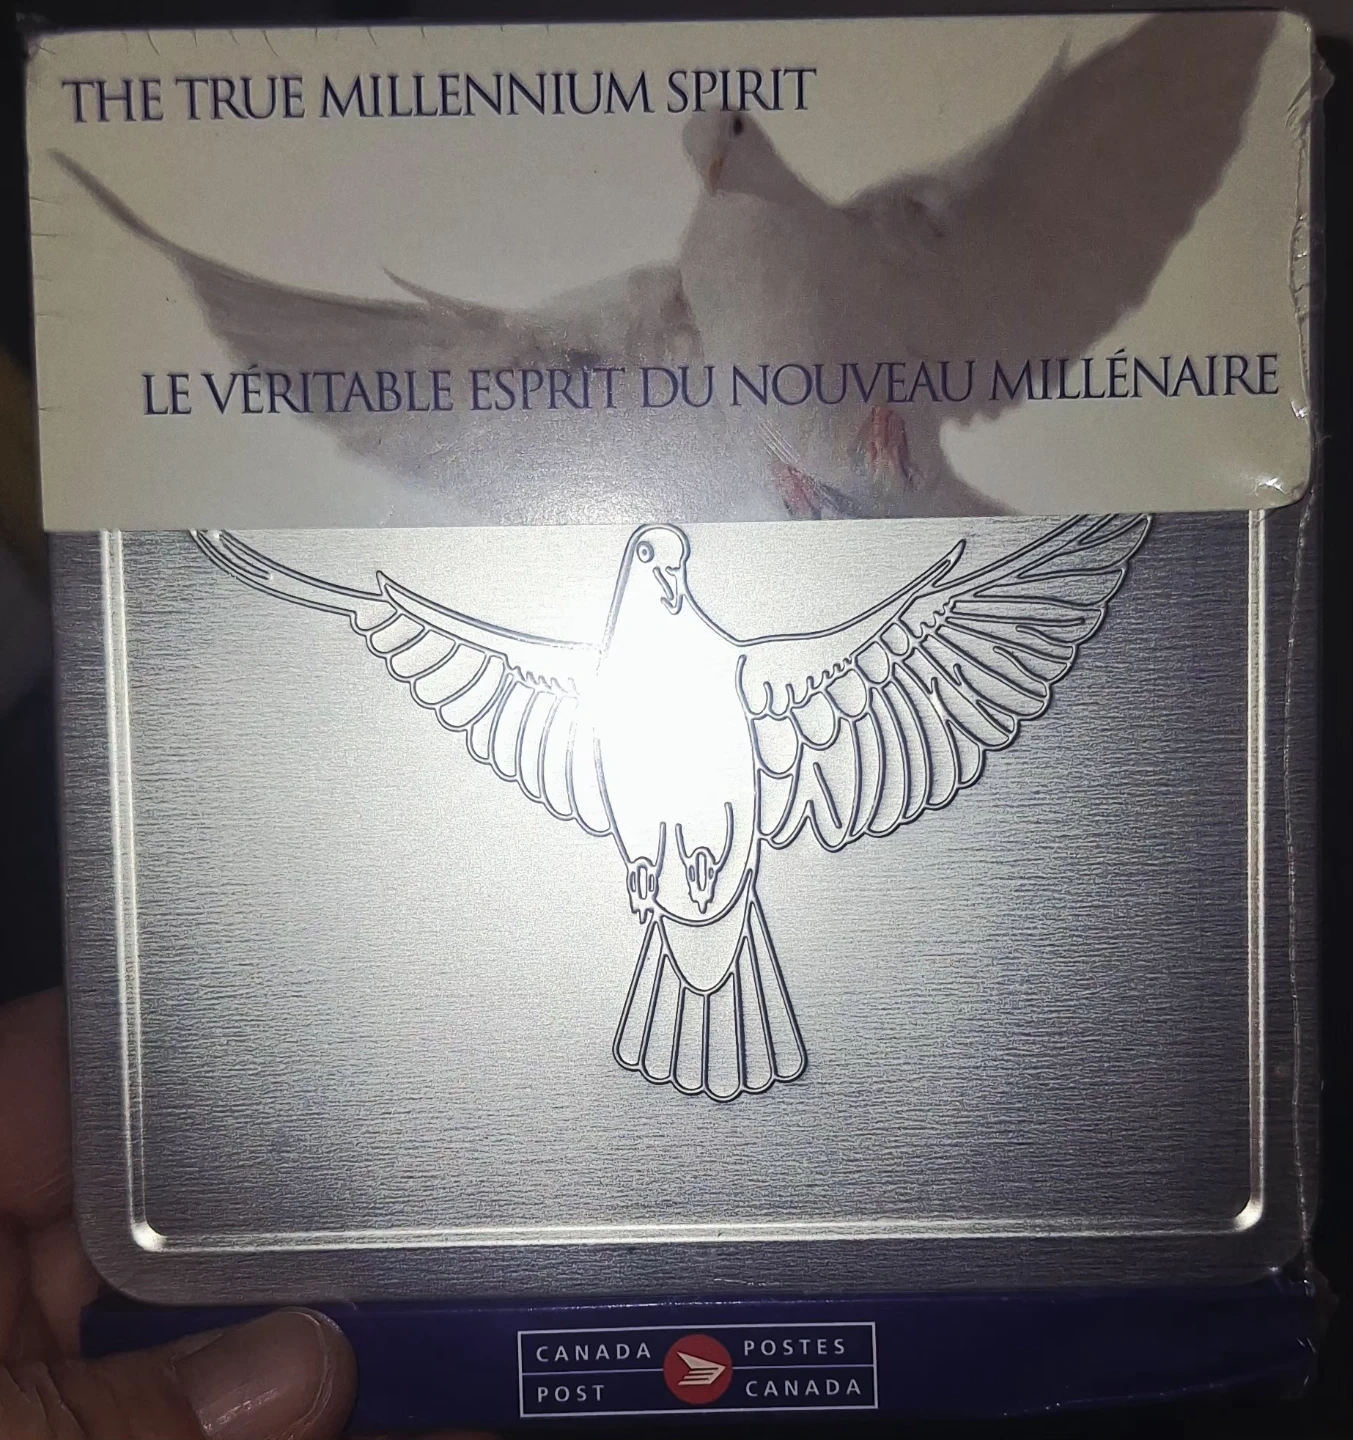 THE TRUE MILLENNIUM SPIRIT
LE VÉRITABLE ESPRIT DU NOUVEAU MILLÉNAIRE
CANADA POSTES
POST CANADA